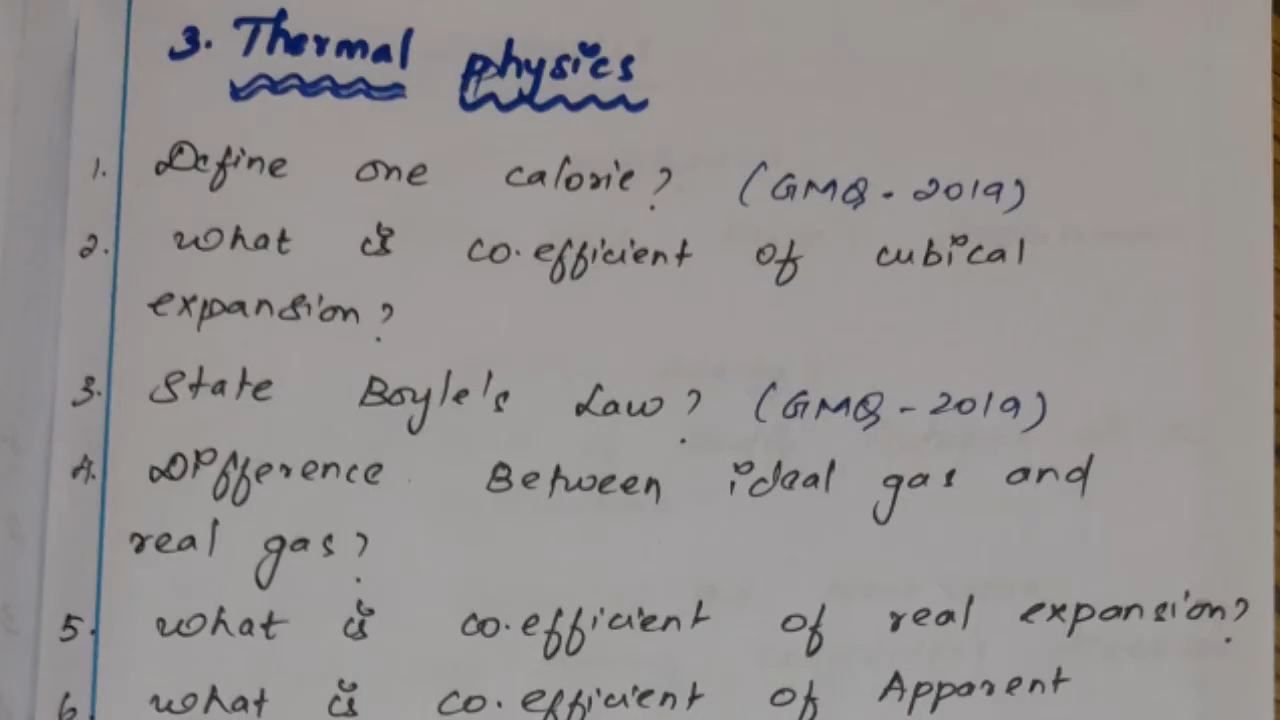 3. Thermal physics
1. Define one calorie? (GMQ - 2019)
2. what is co.efficient of cubical
expansion?
3. State Boyle's Law? (GMQ - 2019)
4. Difference Between ideal gas and
real gas?
5. what is co.efficient of real expansion?
6. what is co.efficient of Apparent